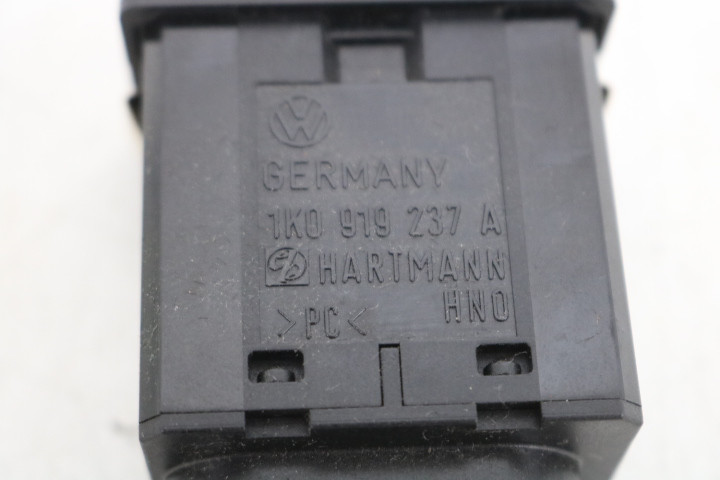 GERMANY
1K0 919 237 A
HARTMANN
HNO
>PC<